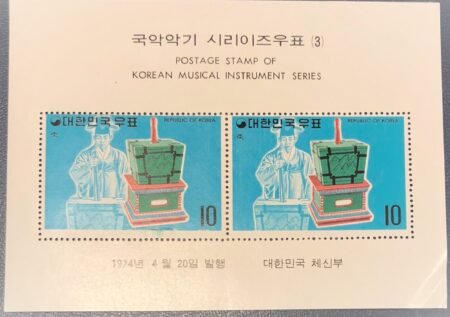 국악악기 시리이즈우표 (3)
POSTAGE STAMP OF
KOREAN MUSICAL INSTRUMENT SERIES
대한민국우표
REPUBLIC OF KOREA
10
대한민국우표
REPUBLIC OF KOREA
10
1974년 4월 20일 발행 대한민국 체신부